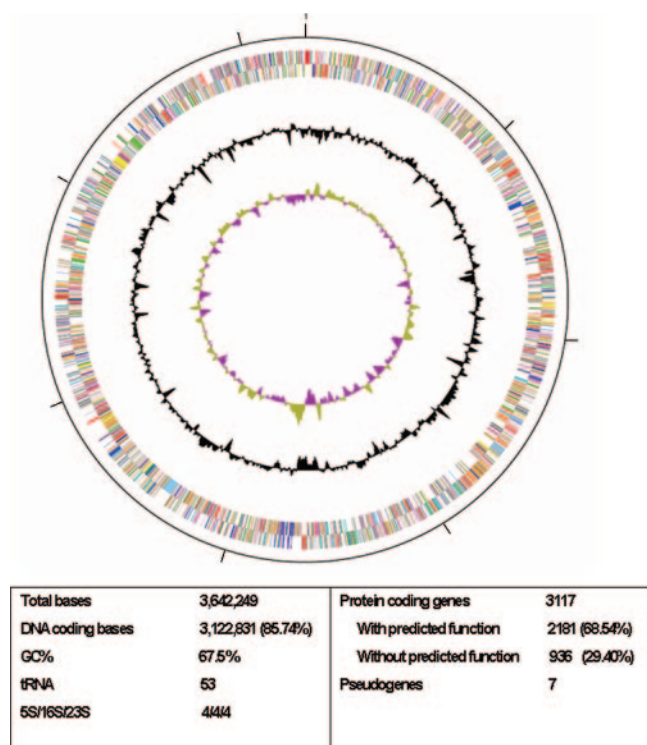 1
Total bases 3,642,249 Protein coding genes 3117
DNA coding bases 3,122,831 (85.74%) With predicted function 2181 (68.54%)
GC% 67.5% Without predicted function 936 (29.40%)
tRNA 53 Pseudogenes 7
5S/16S/23S 4/4/4